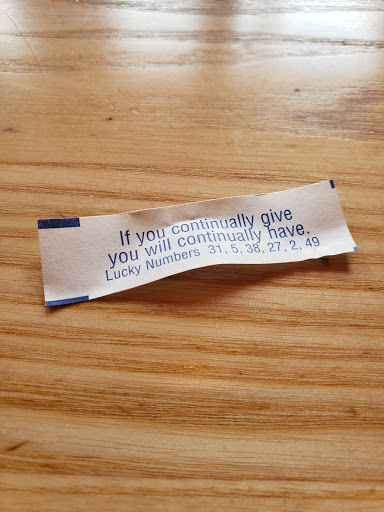 If you continually give
you will continually have.
Lucky Numbers 31, 5, 38, 27, 2, 49